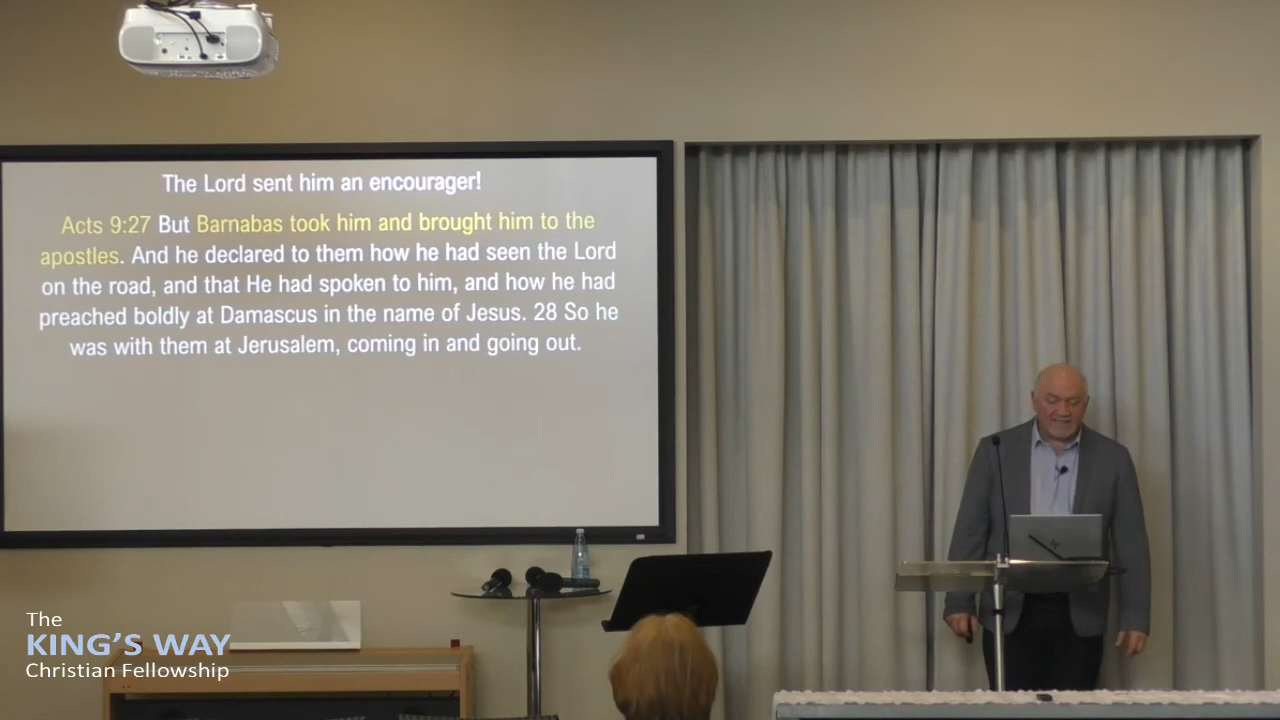 The Lord sent him an encourager!
Acts 9:27 But Barnabas took him and brought him to the
apostles. And he declared to them how he had seen the Lord
on the road, and that He had spoken to him, and how he had
preached boldly at Damascus in the name of Jesus. 28 So he
was with them at Jerusalem, coming in and going out.
The
KING'S WAY
Christian Fellowship
hp